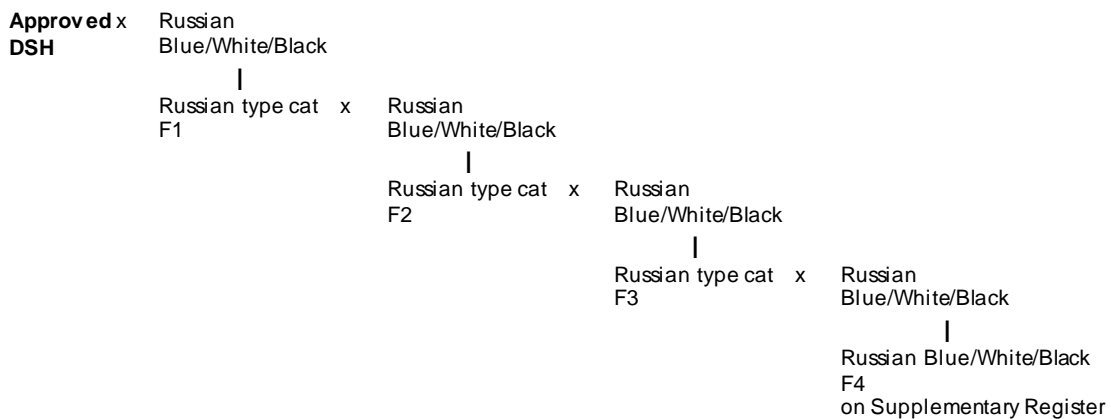 Approved x Russian
DSH Blue/White/Black
|
Russian type cat x Russian
F1 Blue/White/Black
|
Russian type cat x Russian
F2 Blue/White/Black
|
Russian type cat x Russian
F3 Blue/White/Black
|
Russian Blue/White/Black
F4
on Supplementary Register